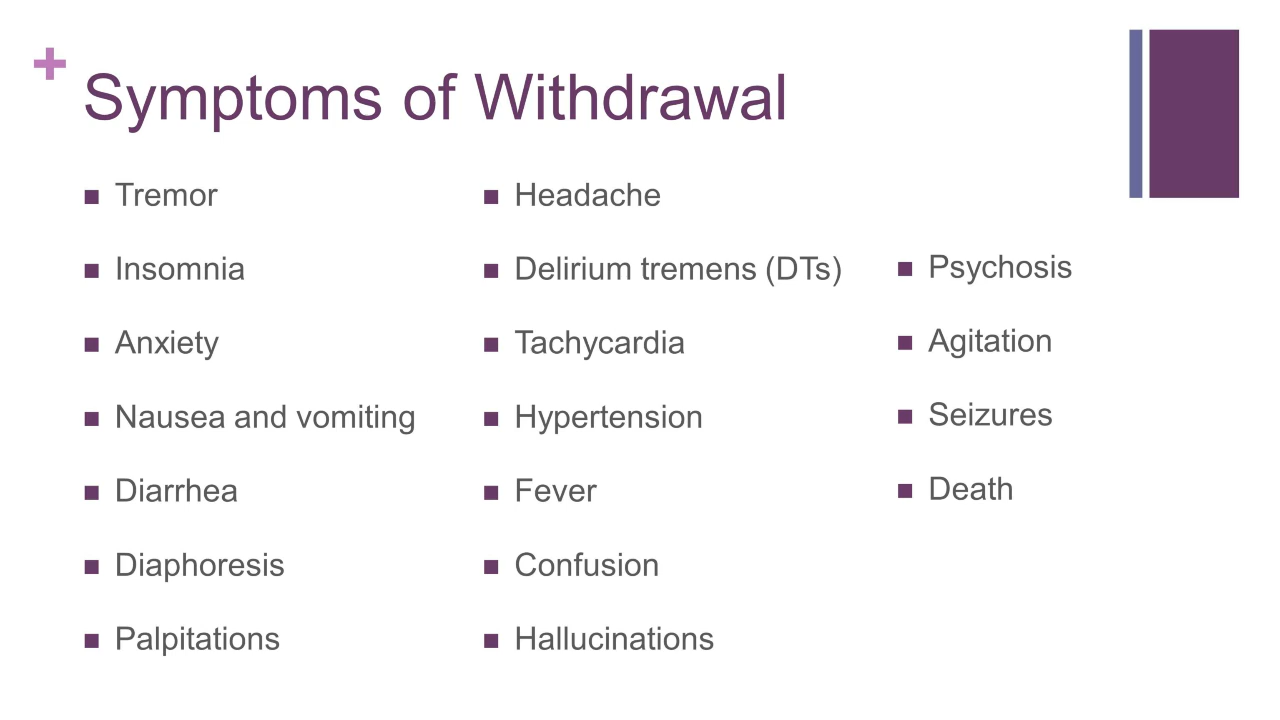 +
Symptoms of Withdrawal
■ Tremor
■ Insomnia
■ Anxiety
■ Nausea and vomiting
■ Diarrhea
■ Diaphoresis
■ Palpitations
■ Headache
■ Delirium tremens (DTs)
■ Tachycardia
■ Hypertension
■ Fever
■ Confusion
■ Hallucinations
■ Psychosis
■ Agitation
■ Seizures
■ Death